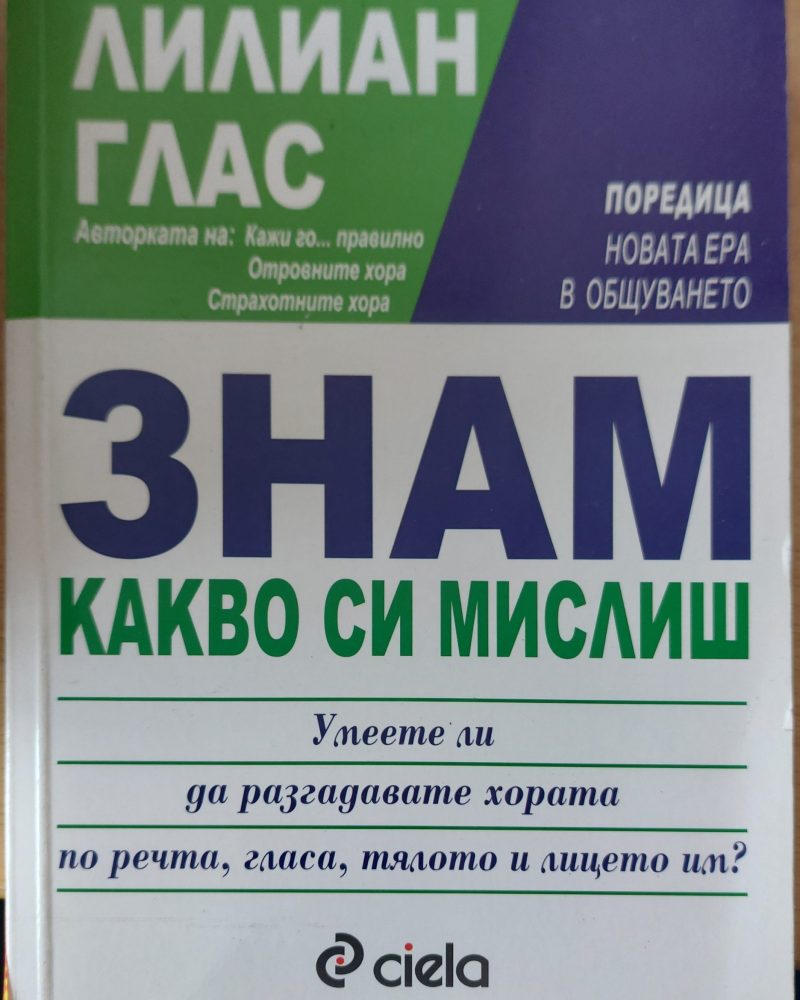 ЛИЛИАН
ГЛАС
Авторката на: Кажи го... правилно
Отровните хора
Страхотните хора
ПОРЕДИЦА
НОВАТА ЕРА
В ОБЩУВАНЕТО
ЗНАМ
КАКВО СИ МИСЛИШ
Умеете ли
да разгадавате хората
по речта, гласа, тялото и лицето им?
ciela